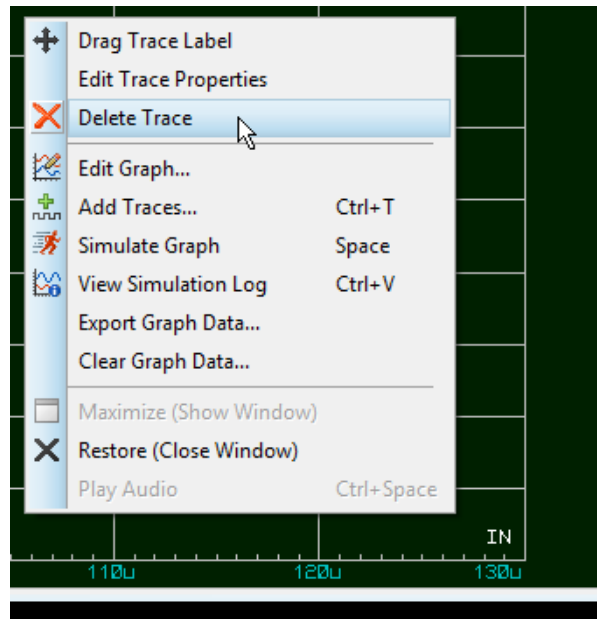 Drag Trace Label
Edit Trace Properties
Delete Trace
Edit Graph...
Add Traces... Ctrl+T
Simulate Graph Space
View Simulation Log Ctrl+V
Export Graph Data...
Clear Graph Data...
Maximize (Show Window)
Restore (Close Window)
Play Audio Ctrl+Space
IN
110u 120u 130u